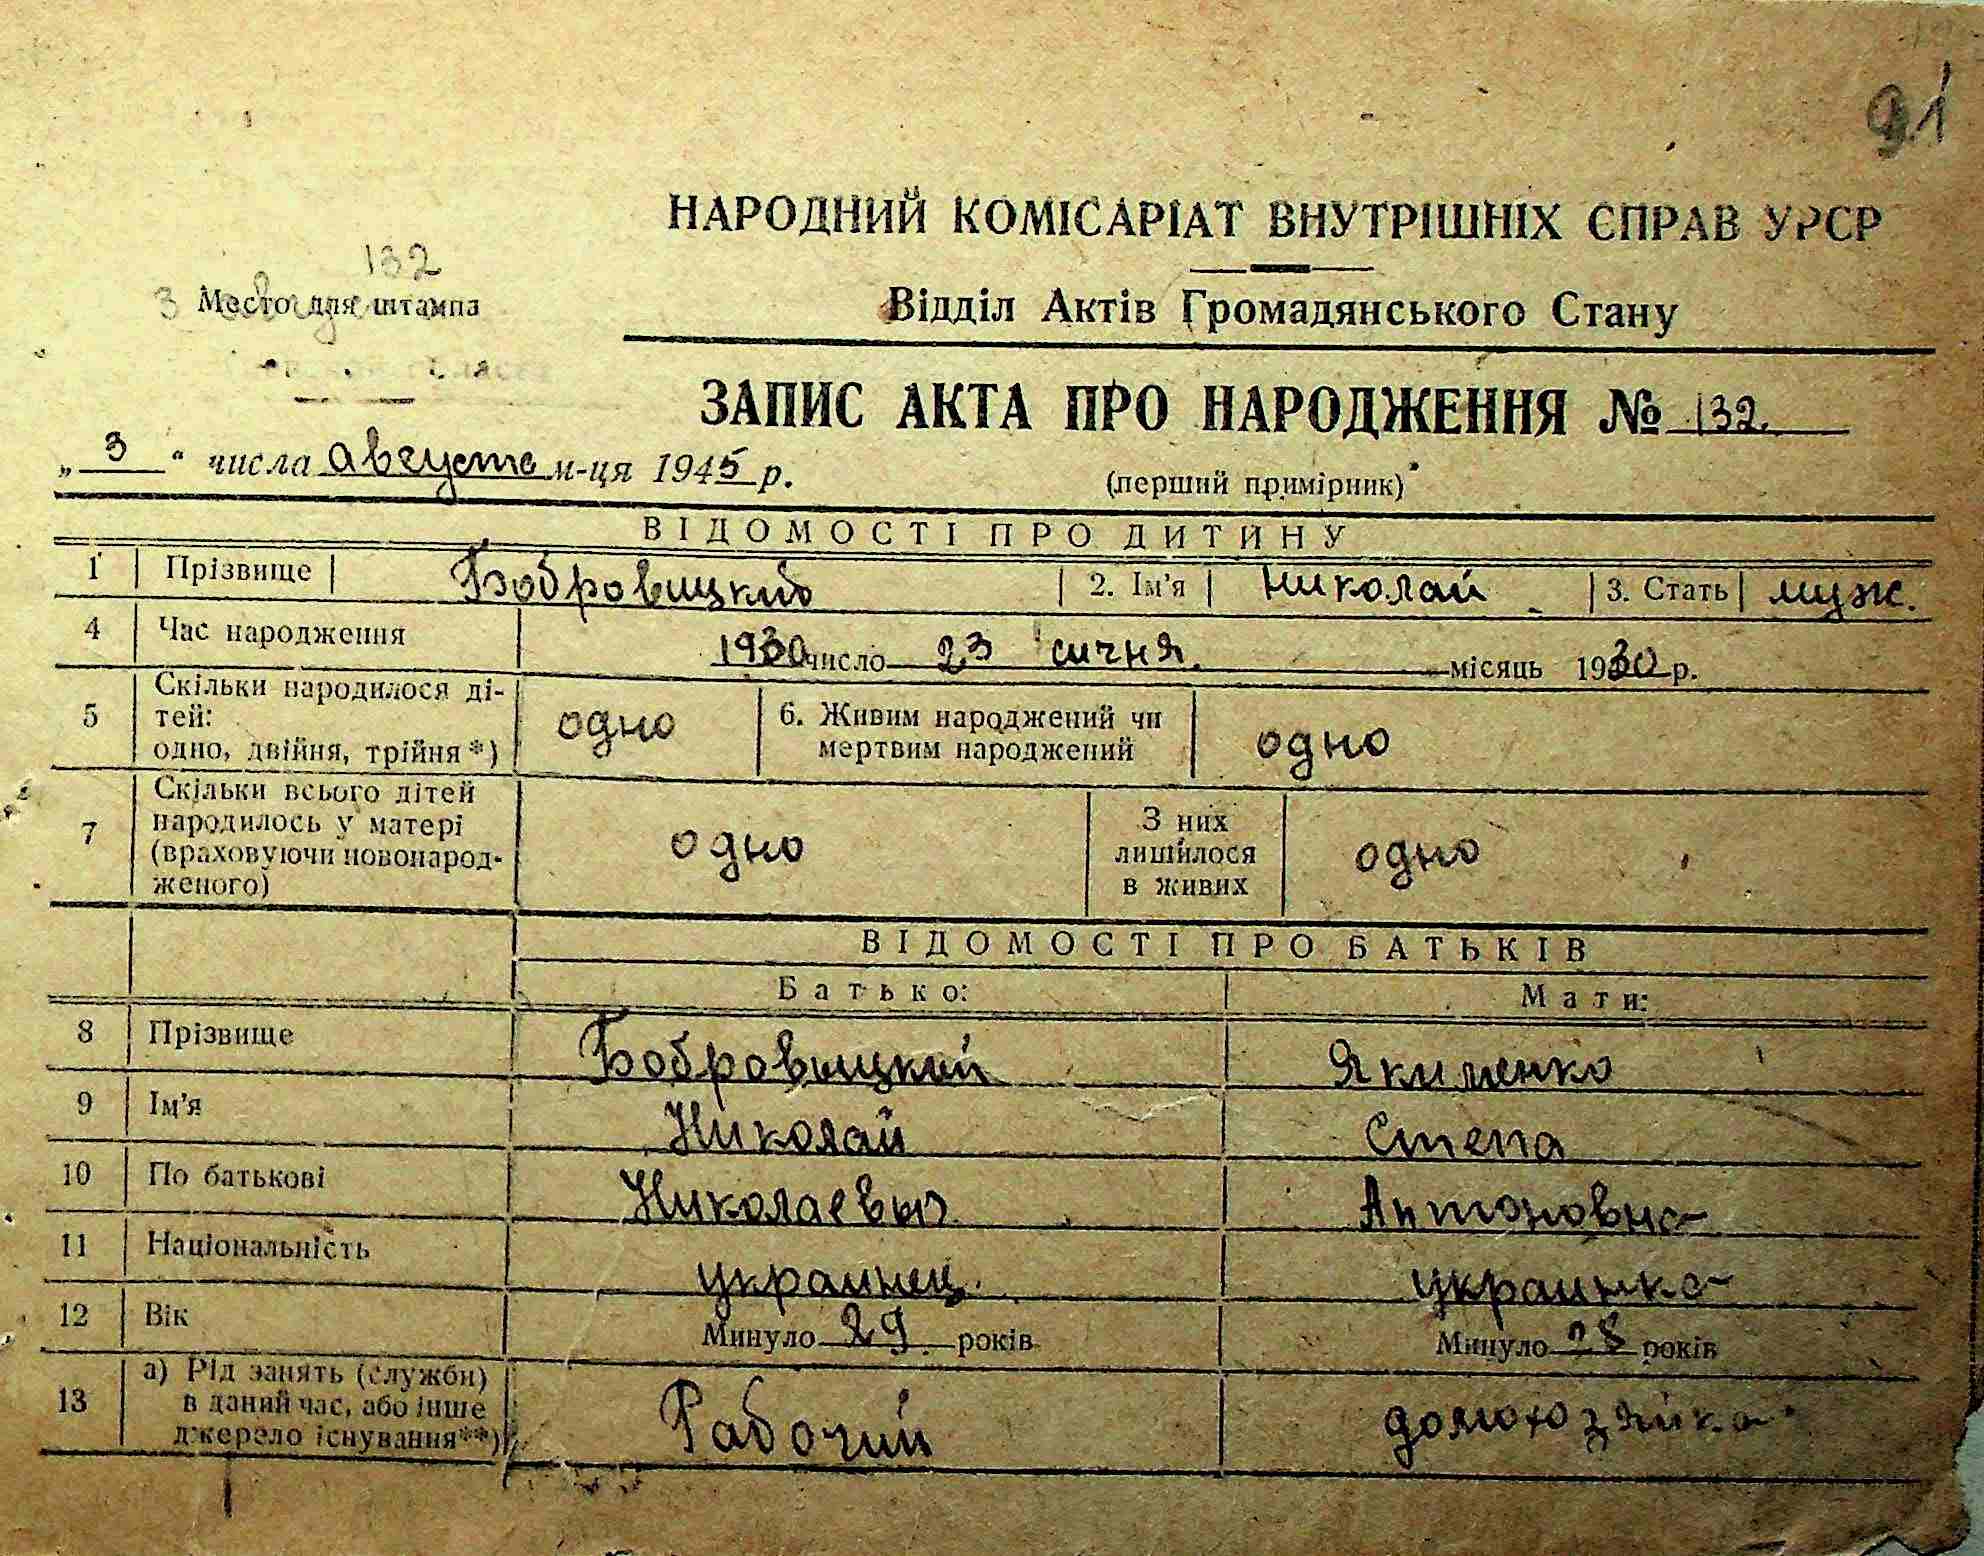 91
НАРОДНИЙ КОМІСАРІАТ ВНУТРІШНІХ СПРАВ УРСР
132
3 Место для штампа
Відділ Актів Громадянського Стану
ЗАПИС АКТА ПРО НАРОДЖЕННЯ № 132.
„ 3 “ числа августа м-ця 1945 р.
(перший примірник)
ВІДОМОСТІ ПРО ДИТИНУ
1 Прізвище Бобровицкий 2. Ім'я Николай 3. Стать муж.
4 Час народження 1930 число 23 сичня. місяць 1930 р.
5 Скільки народилося ді-
тей:
одно, двійня, трійня*) одно 6. Живим народжений чи
мертвим народжений одно
7 Скільки всього дітей
народилось у матері
(враховуючи новонарод-
женого) одно З них
лишилося
в живих одно
ВІДОМОСТІ ПРО БАТЬКІВ
Батько: Мати:
8 Прізвище Бобровицкий Якименко
9 Ім'я Николай Степа
10 По батькові Николаевыч Антоновна
11 Національність украинец. украинка
12 Вік Минуло 29 років Минуло 28 років
13 а) Рід занять (служби)
в даний час, або інше
джерело існування**) Рабочий домохозяйка